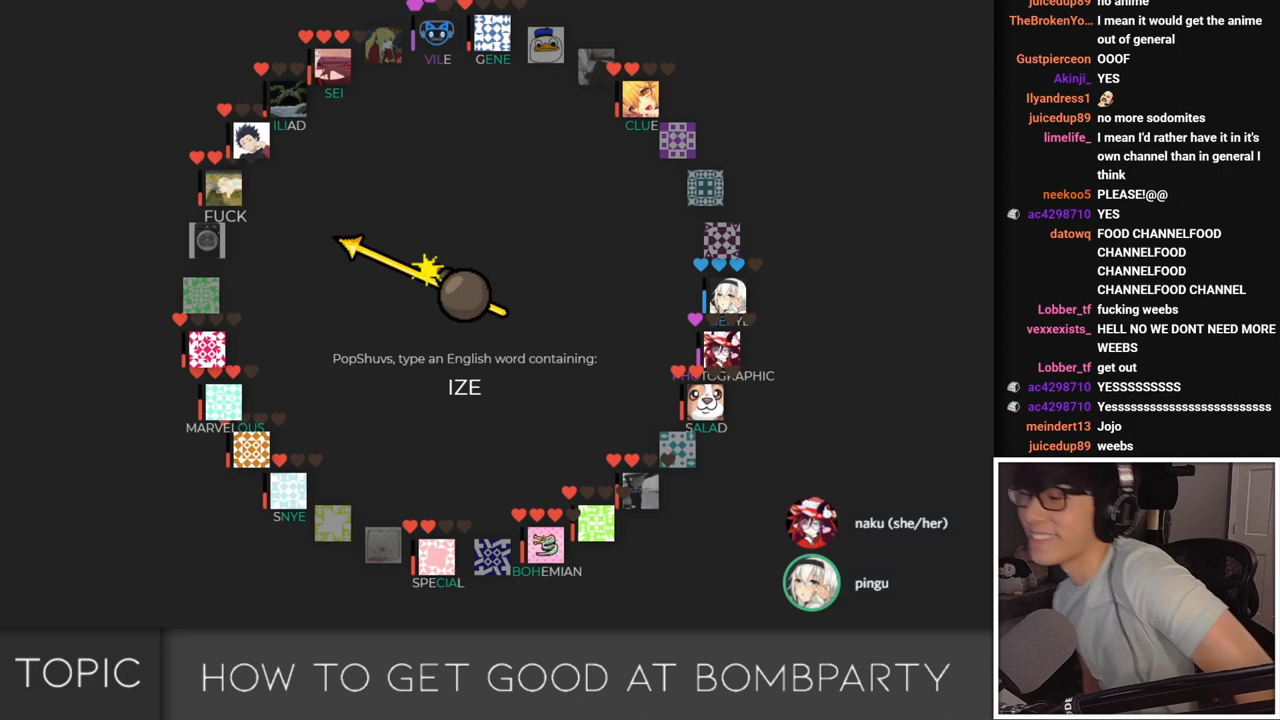 VILE
GENE
SEI
CLUE
ILIAD
FUCK
PopShuvs, type an English word containing:
IZE
PHOTOGRAPHIC
SALAD
MARVELOUS
SNYE
BOHEMIAN
SPECIAL
naku (she/her)
pingu
TOPIC
HOW TO GET GOOD AT BOMBPARTY
juicedup89 no anime
TheBrokenYo... I mean it would get the anime
out of general
Gustpierceon OOOF
Akinji_ YES
Ilyandress1
juicedup89 no more sodomites
limelife_ I mean I'd rather have it in it's
own channel than in general I
think
neekoo5 PLEASE!@@
ac4298710 YES
datowq FOOD CHANNELFOOD
CHANNELFOOD
CHANNELFOOD
CHANNELFOOD CHANNEL
Lobber_tf fucking weebs
vexxexists_ HELL NO WE DONT NEED MORE
WEEBS
Lobber_tf get out
ac4298710 YESSSSSSSSS
ac4298710 Yesssssssssssssssssssssssssss
meindert13 Jojo
juicedup89 weebs